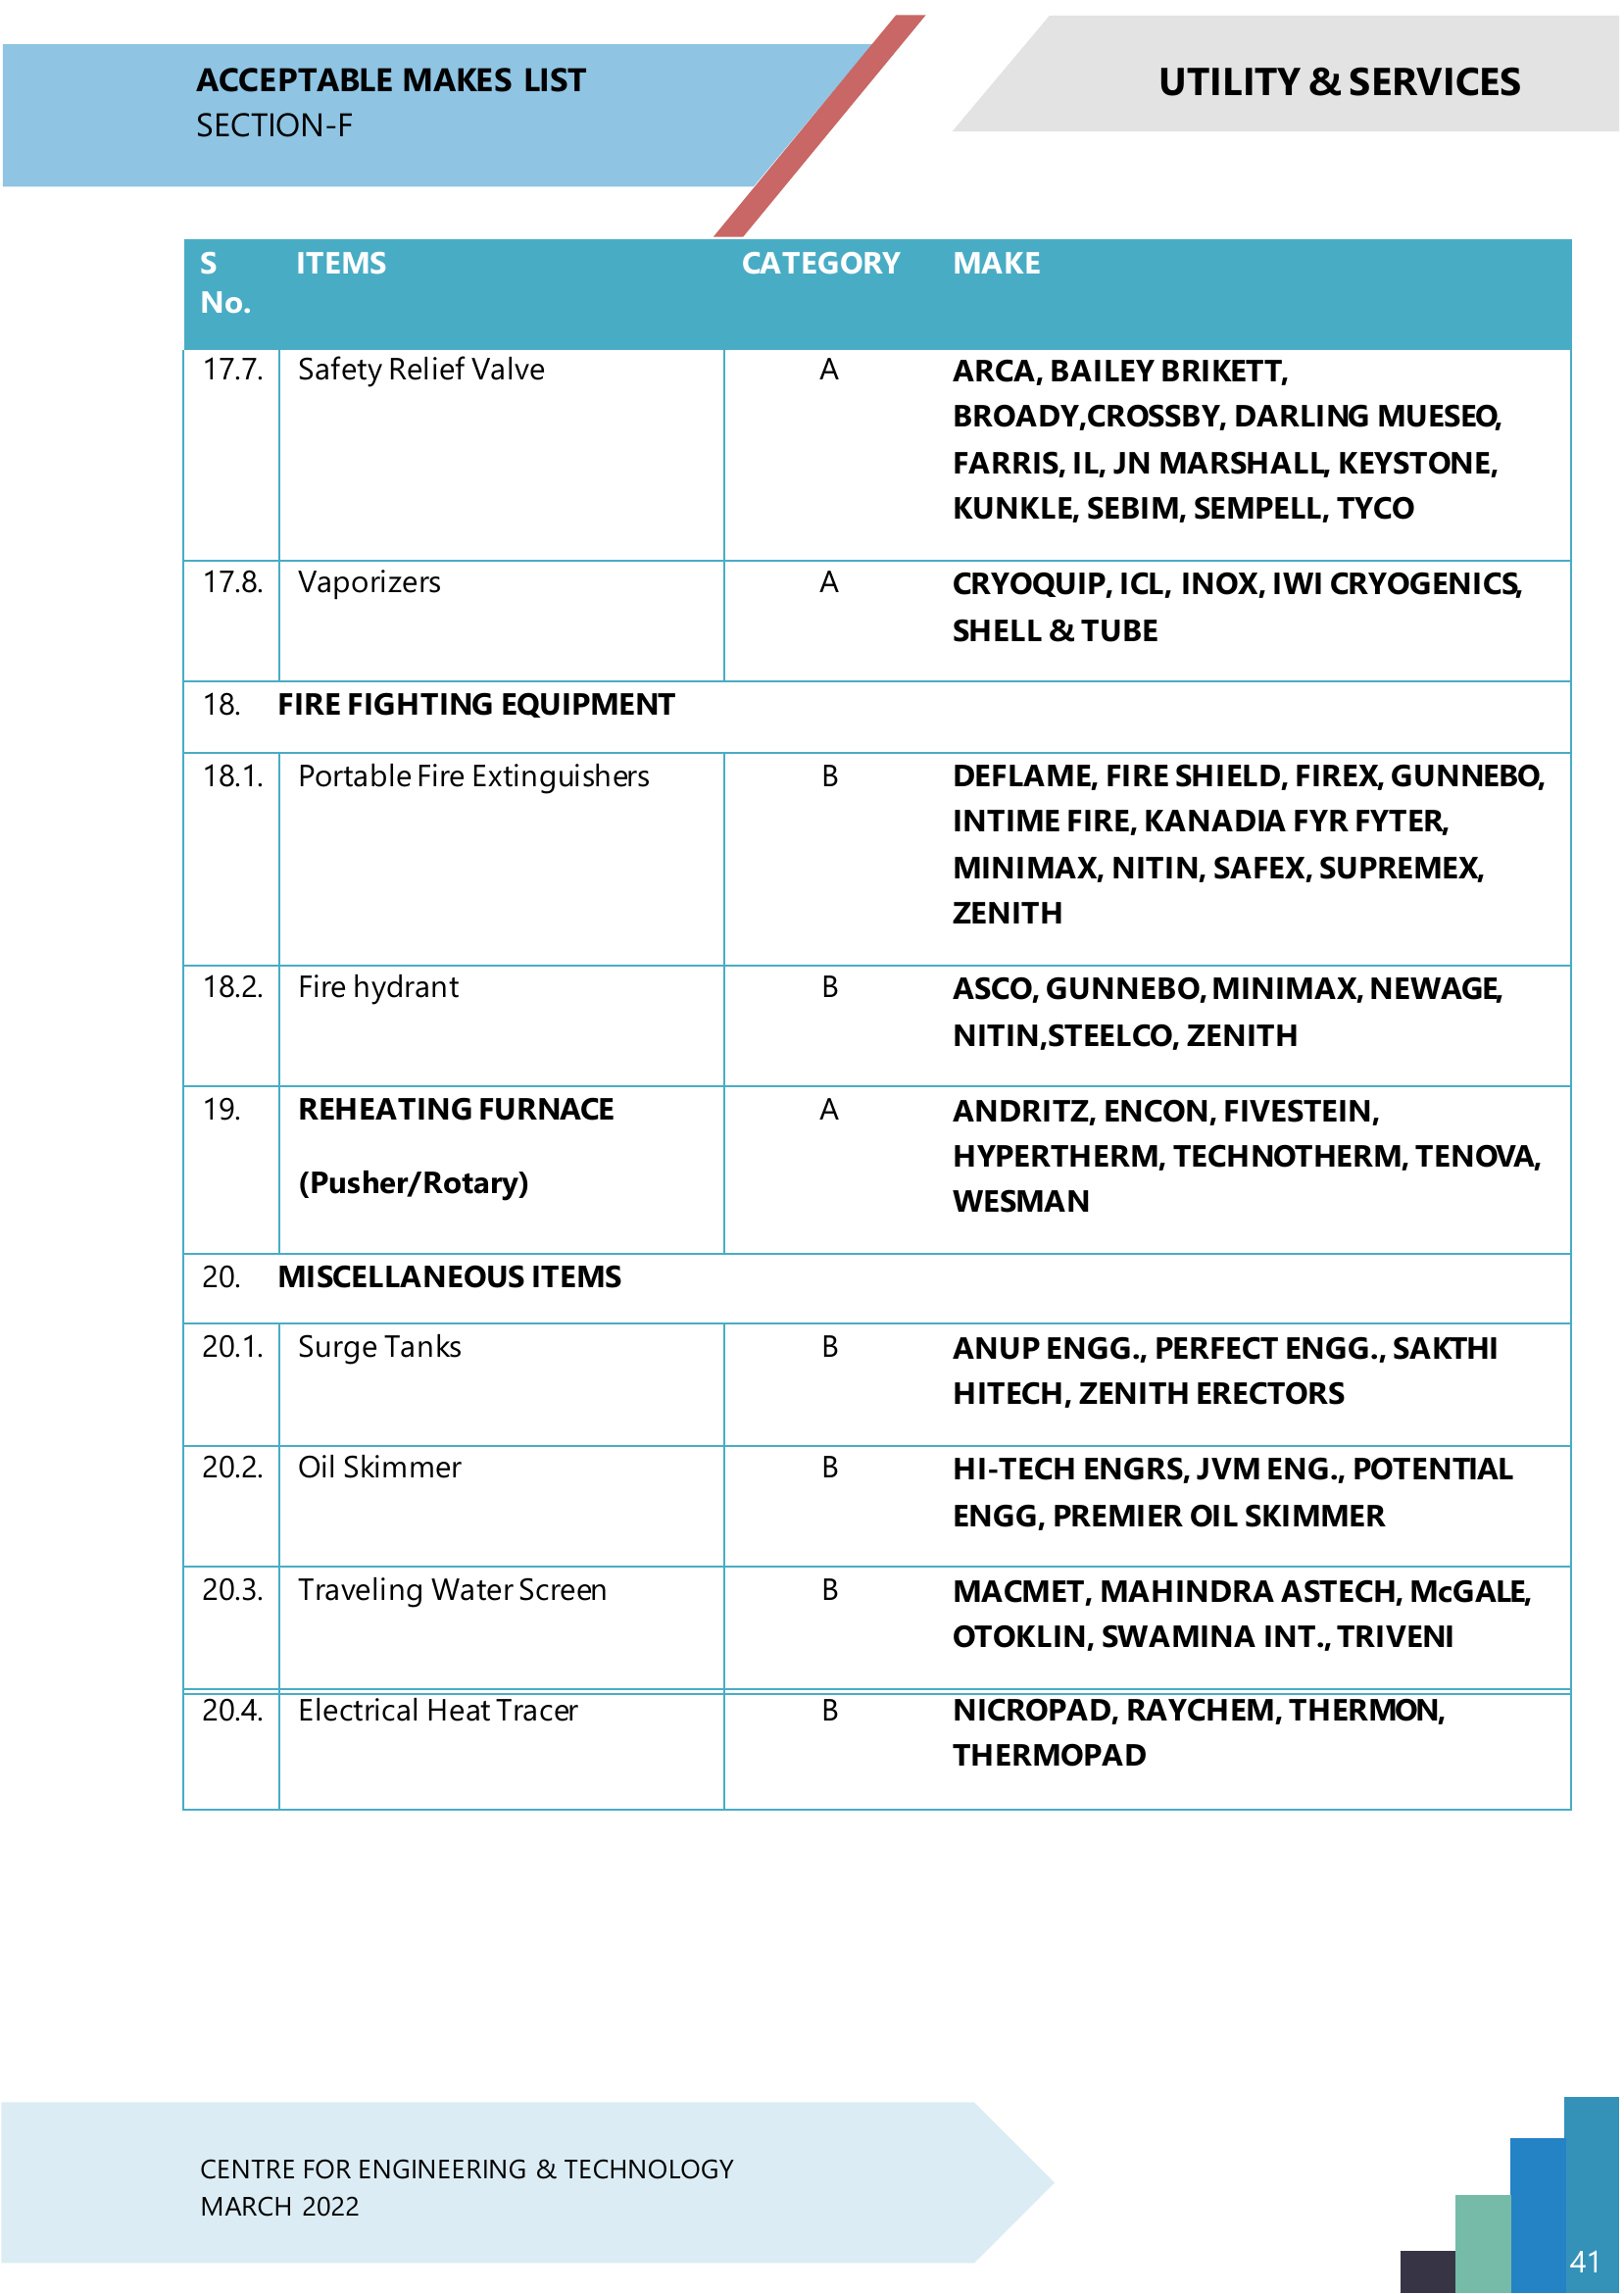 ACCEPTABLE MAKES LIST
SECTION-F
UTILITY & SERVICES
S No. ITEMS CATEGORY MAKE
17.7. Safety Relief Valve A ARCA, BAILEY BRIKETT,
BROADY,CROSSBY, DARLING MUESEO,
FARRIS, IL, JN MARSHALL, KEYSTONE,
KUNKLE, SEBIM, SEMPELL, TYCO
17.8. Vaporizers A CRYOQUIP, ICL, INOX, IWI CRYOGENICS,
SHELL & TUBE
18. FIRE FIGHTING EQUIPMENT
18.1. Portable Fire Extinguishers B DEFLAME, FIRE SHIELD, FIREX, GUNNEBO,
INTIME FIRE, KANADIA FYR FYTER,
MINIMAX, NITIN, SAFEX, SUPREMEX,
ZENITH
18.2. Fire hydrant B ASCO, GUNNEBO, MINIMAX, NEWAGE,
NITIN,STEELCO, ZENITH
19. REHEATING FURNACE A ANDRITZ, ENCON, FIVESTEIN,
(Pusher/Rotary) HYPERTHERM, TECHNOTHERM, TENOVA,
WESMAN
20. MISCELLANEOUS ITEMS
20.1. Surge Tanks B ANUP ENGG., PERFECT ENGG., SAKTHI
HITECH, ZENITH ERECTORS
20.2. Oil Skimmer B HI-TECH ENGRS, JVM ENG., POTENTIAL
ENGG, PREMIER OIL SKIMMER
20.3. Traveling Water Screen B MACMET, MAHINDRA ASTECH, McGALE,
OTOKLIN, SWAMINA INT., TRIVENI
20.4. Electrical Heat Tracer B NICROPAD, RAYCHEM, THERMON,
THERMOPAD
CENTRE FOR ENGINEERING & TECHNOLOGY
MARCH 2022
41